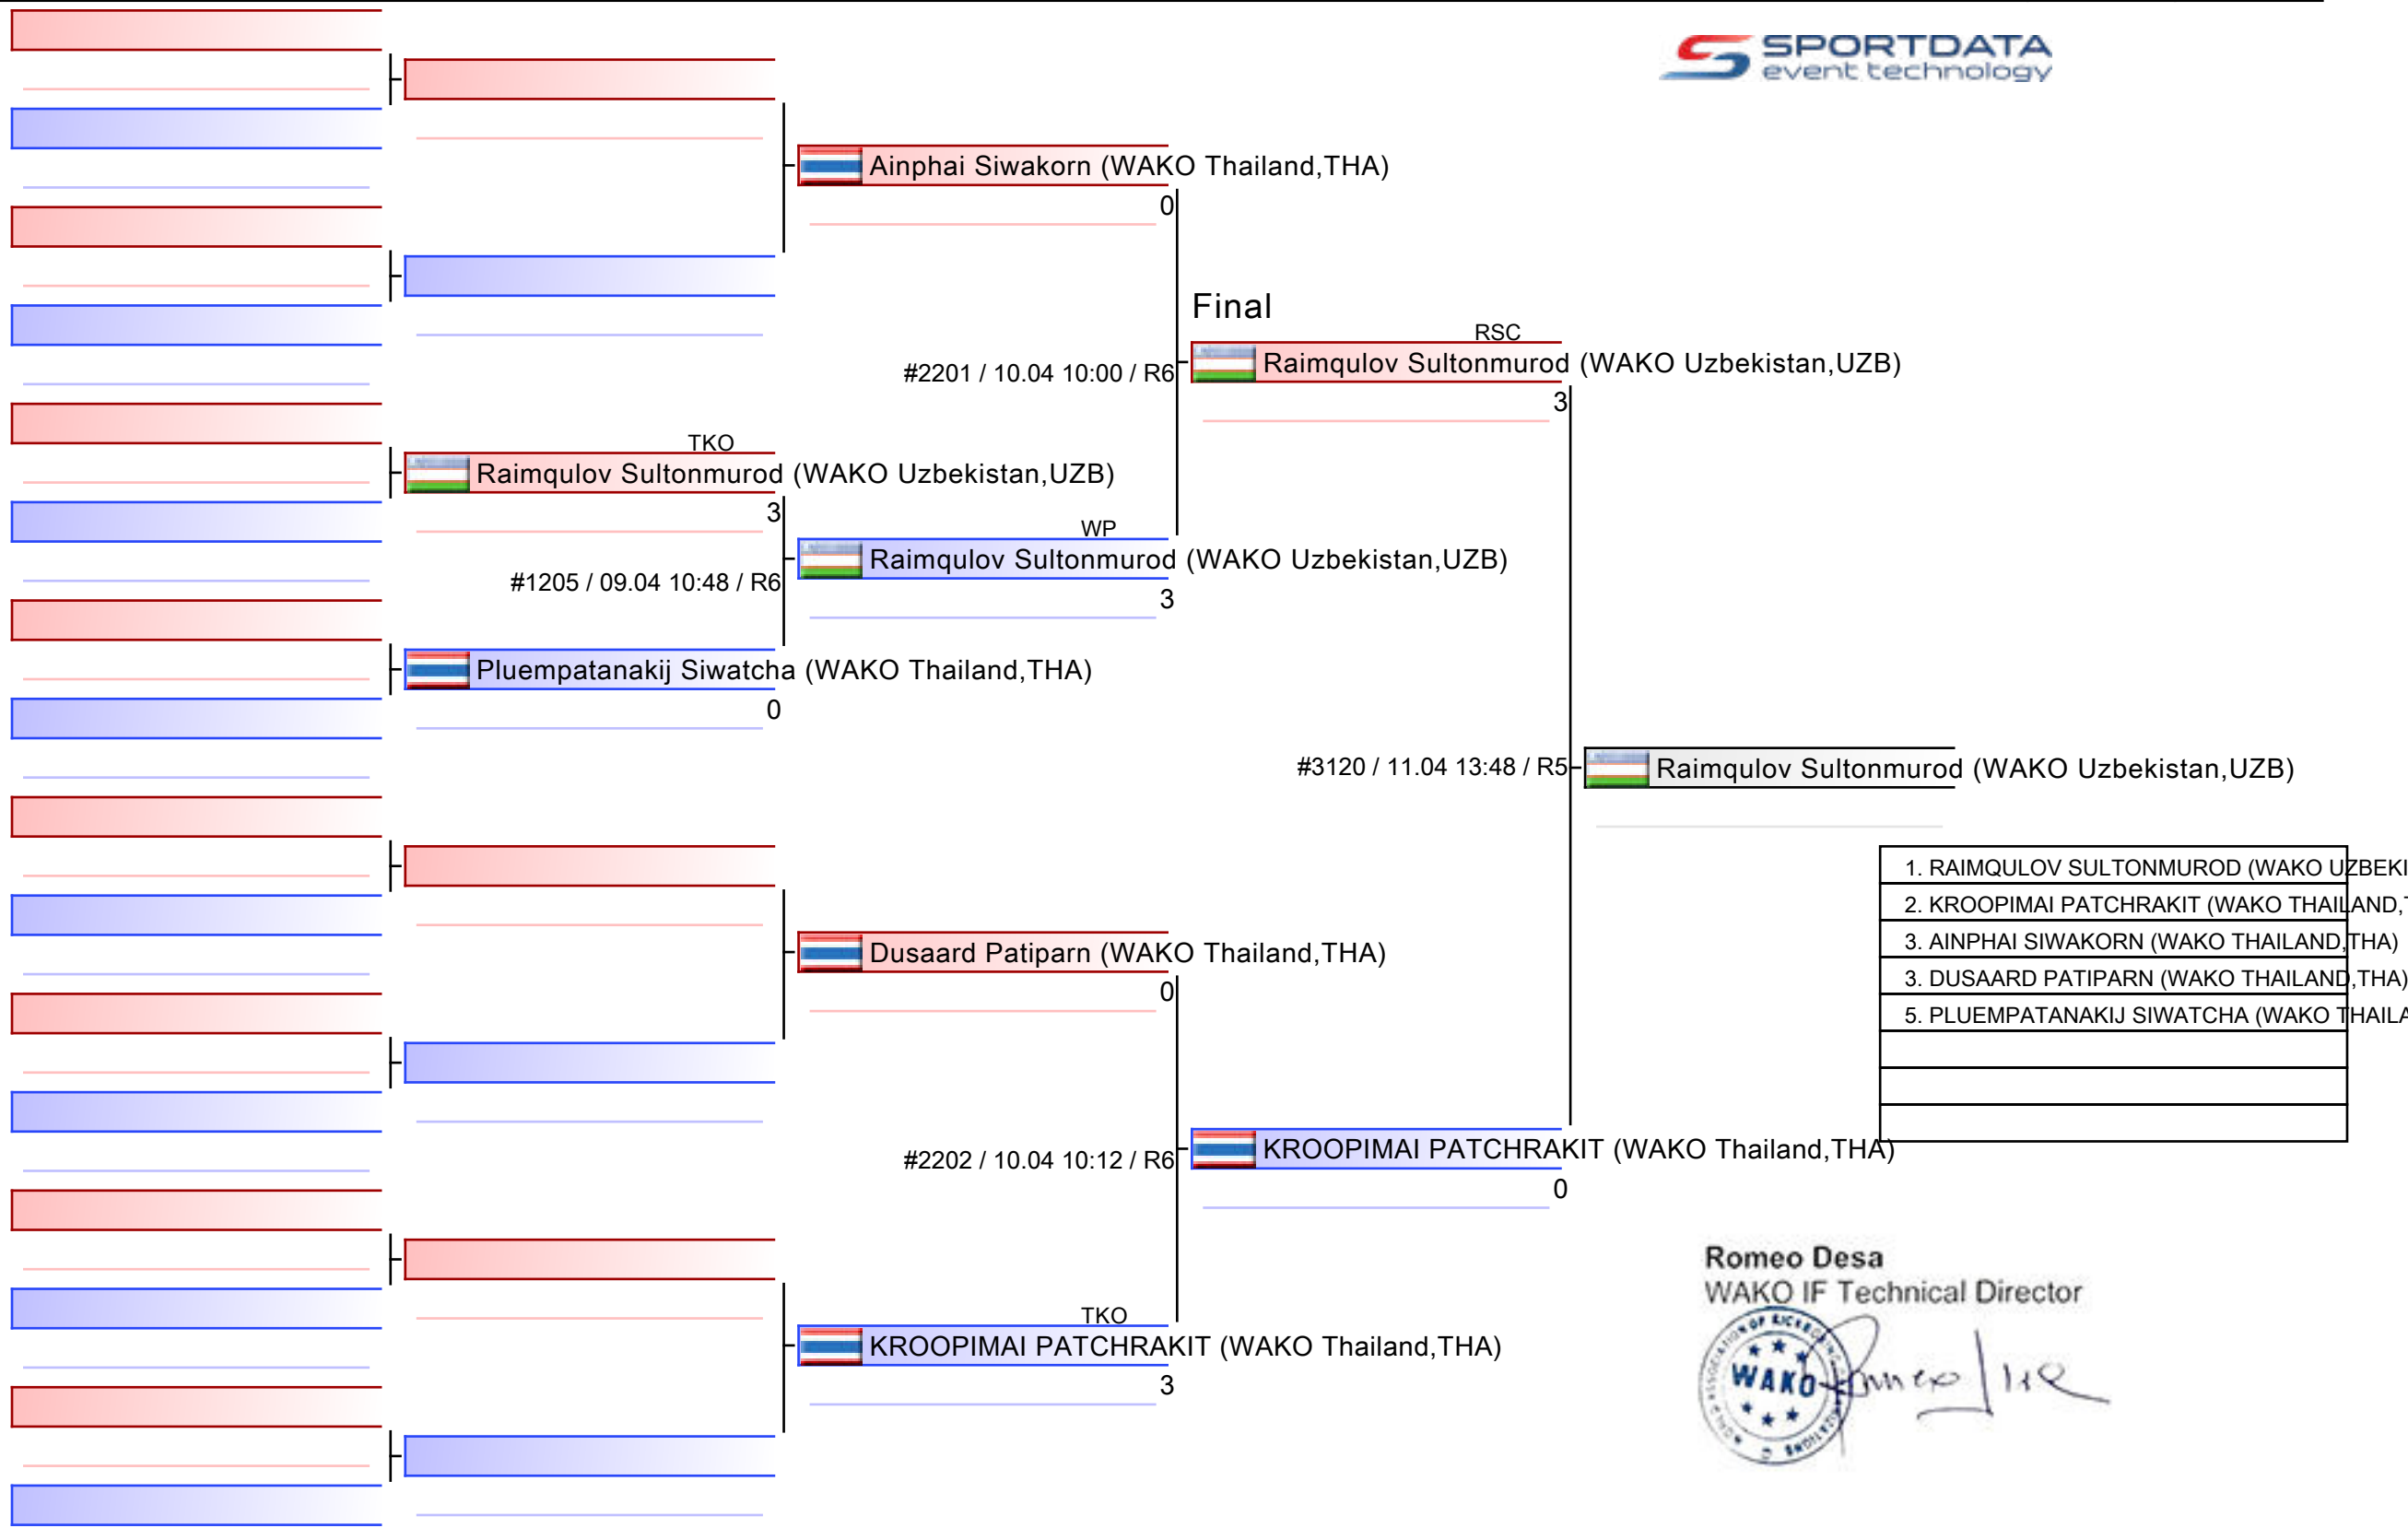 SPORTDATA
event technology
Ainphai Siwakorn (WAKO Thailand,THA)
0
Final
RSC
#2201 / 10.04 10:00 / R6
Raimqulov Sultonmurod (WAKO Uzbekistan,UZB)
3
TKO
Raimqulov Sultonmurod (WAKO Uzbekistan,UZB)
3
WP
#1205 / 09.04 10:48 / R6
Raimqulov Sultonmurod (WAKO Uzbekistan,UZB)
3
Pluempatanakij Siwatcha (WAKO Thailand,THA)
0
#3120 / 11.04 13:48 / R5
Raimqulov Sultonmurod (WAKO Uzbekistan,UZB)
1. RAIMQULOV SULTONMUROD (WAKO UZBEKI
2. KROOPIMAI PATCHRAKIT (WAKO THAILAND,T
3. AINPHAI SIWAKORN (WAKO THAILAND,THA)
3. DUSAARD PATIPARN (WAKO THAILAND,THA)
5. PLUEMPATANAKIJ SIWATCHA (WAKO THAILA
Dusaard Patiparn (WAKO Thailand,THA)
0
#2202 / 10.04 10:12 / R6
KROOPIMAI PATCHRAKIT (WAKO Thailand,THA)
0
TKO
KROOPIMAI PATCHRAKIT (WAKO Thailand,THA)
3
Romeo Desa
WAKO IF Technical Director
WAKO